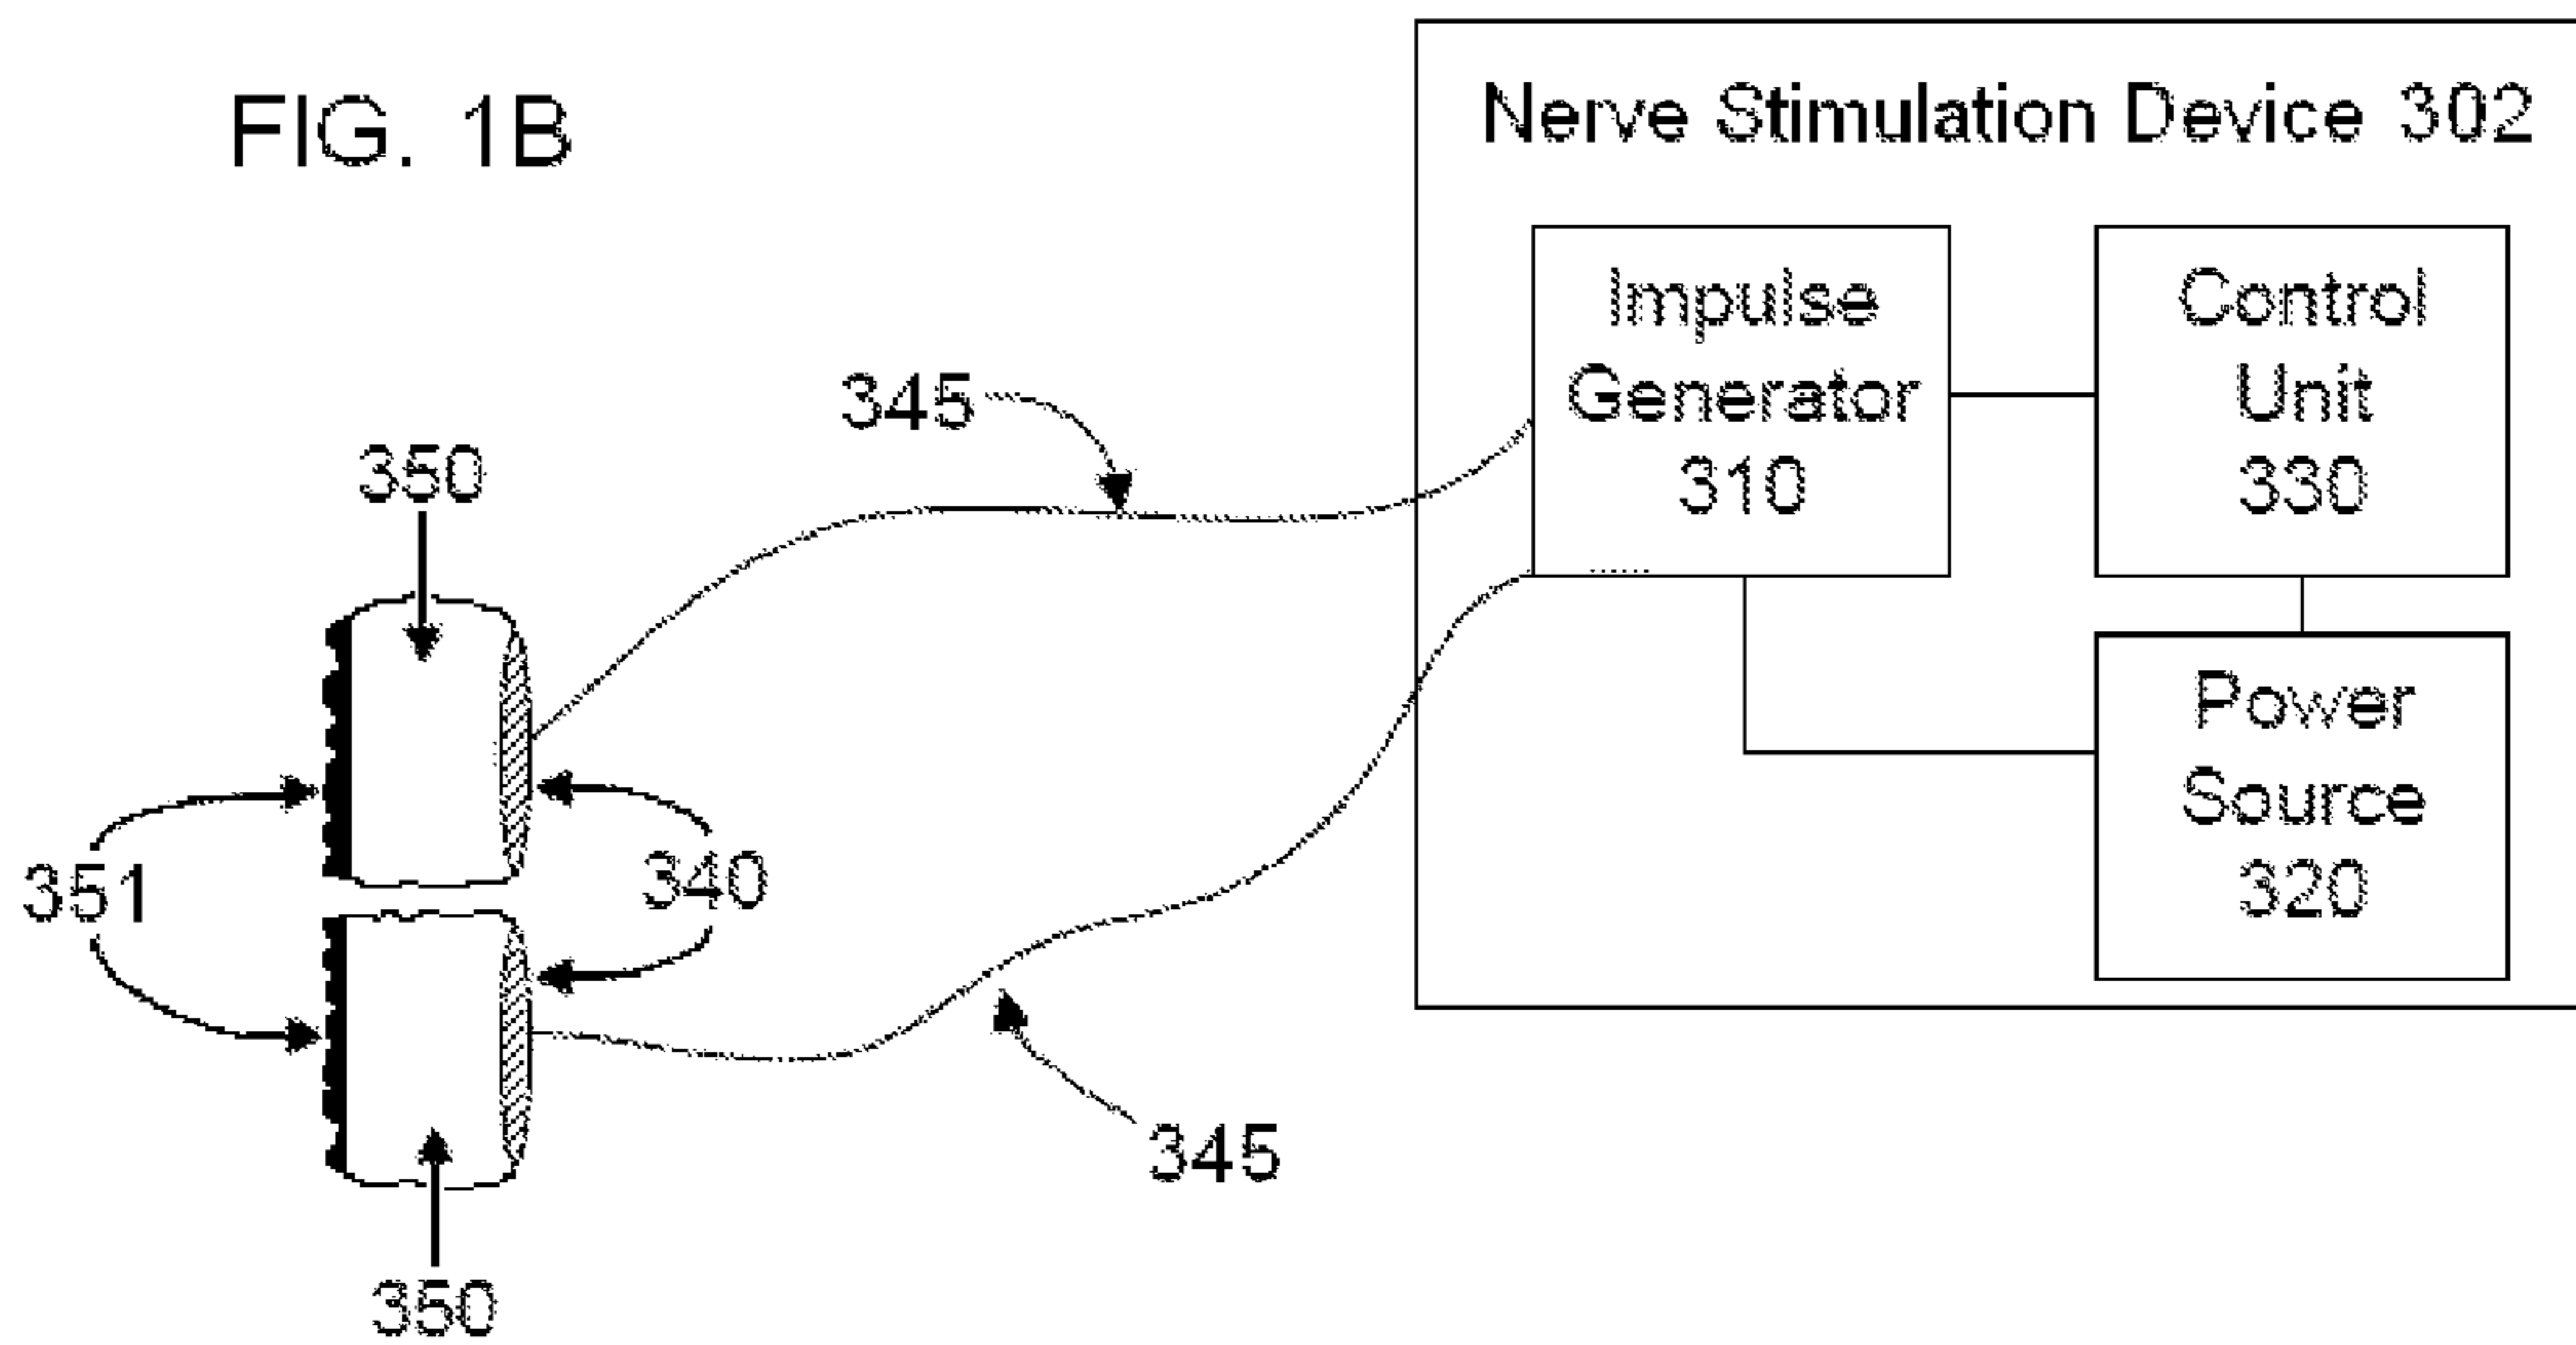 FIG. 1B
Nerve Stimulation Device 302
Impulse
Generator
310
Control
Unit
330
Power
Source
320
345
350
351
340
345
350